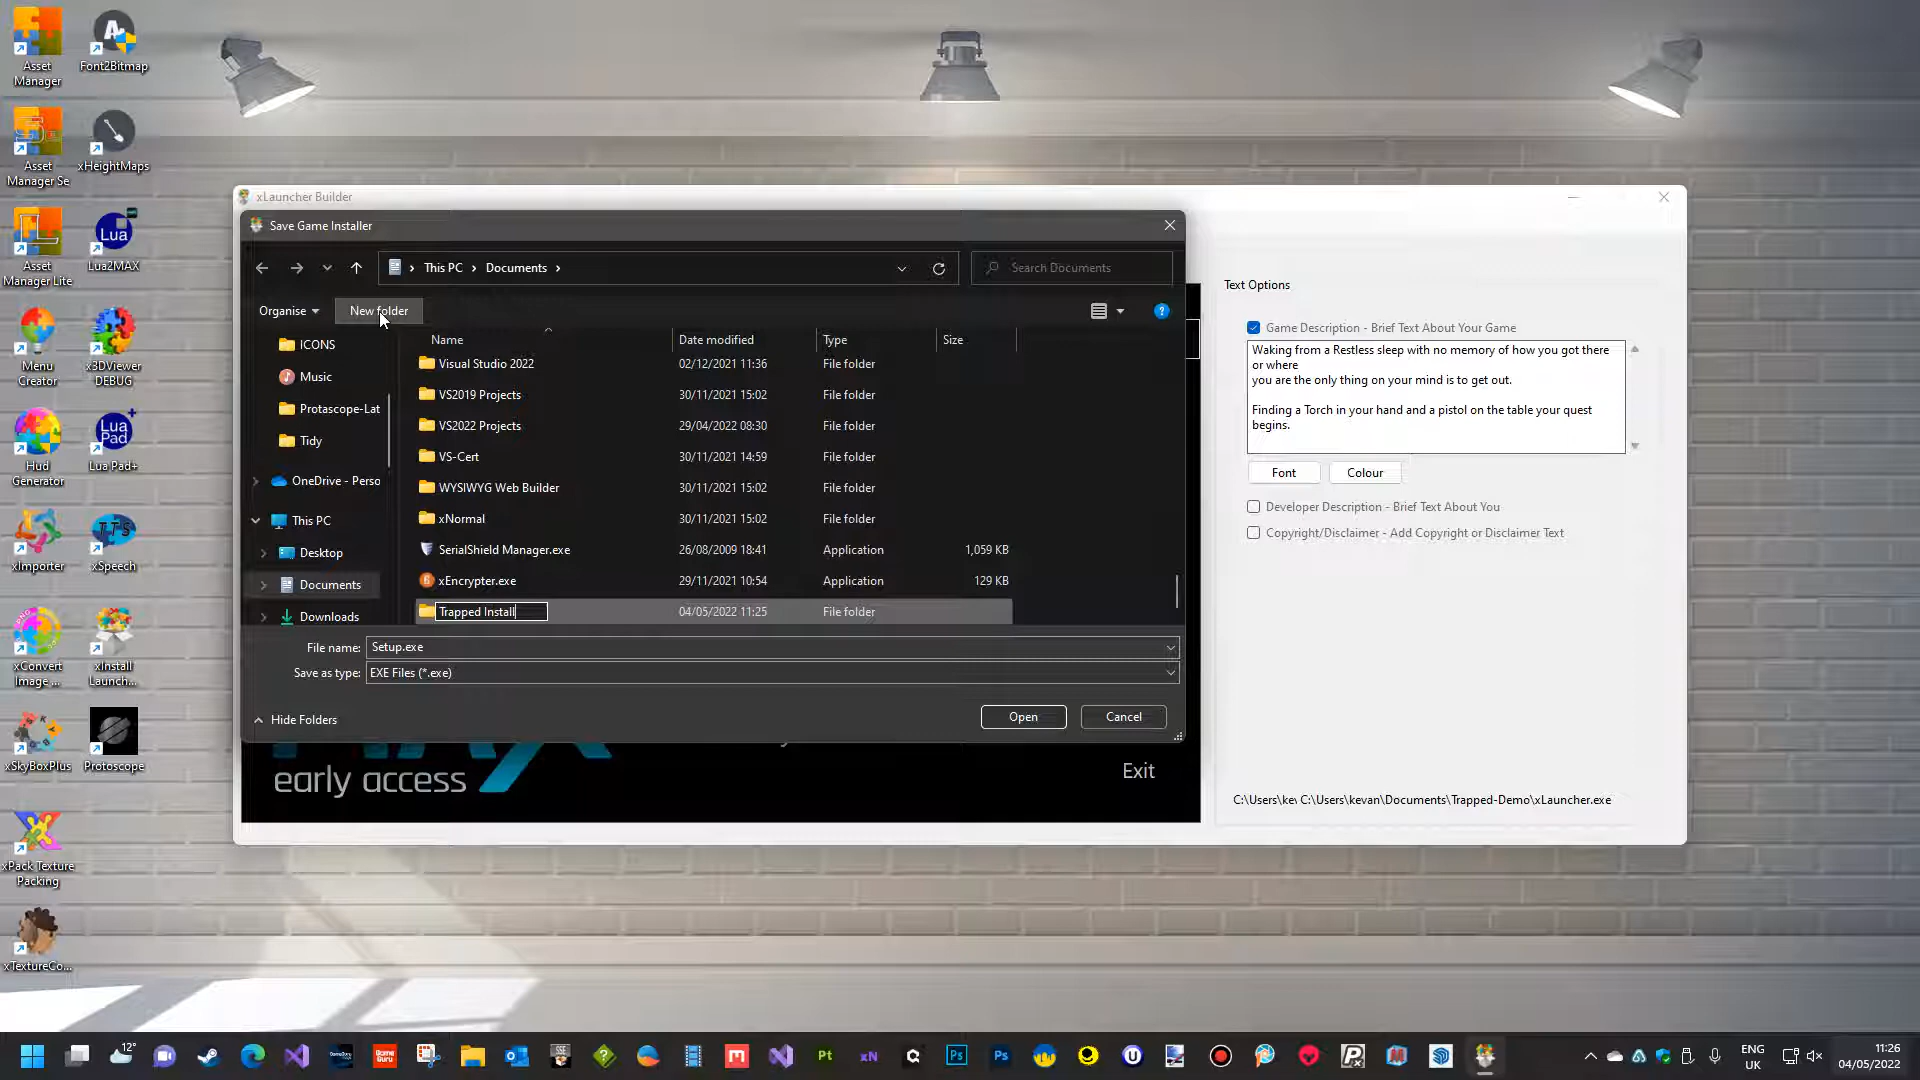 Asset
Manager
Font2Bitmap
Asset
Manager Se
xHeightMaps
Asset
Manager Lite
Lua
Lua2MAX
Menu
Creator
x3DViewer
DEBUG
Hud
Generator
Lua
Pad
Lua Pad+
xImporter
TTS
xSpeech
xConvert
Image ...
xInstall
Launch...
xSkyBoxPlus
Protoscope
xPack Texture
Packing
xTextureCo...
xLauncher Builder
Save Game Installer
This PC
Documents
Search Documents
Organise
New folder
Name
Date modified
Type
Size
ICONS
Music
Protascope-Lat
Tidy
OneDrive - Perso
This PC
Desktop
Documents
Downloads
Visual Studio 2022 02/12/2021 11:36 File folder
VS2019 Projects 30/11/2021 15:02 File folder
VS2022 Projects 29/04/2022 08:30 File folder
VS-Cert 30/11/2021 14:59 File folder
WYSIWYG Web Builder 30/11/2021 15:02 File folder
xNormal 30/11/2021 15:02 File folder
SerialShield Manager.exe 26/08/2009 18:41 Application 1,059 KB
xEncrypter.exe 29/11/2021 10:54 Application 129 KB
Trapped Install 04/05/2022 11:25 File folder
File name: Setup.exe
Save as type: EXE Files (*.exe)
Hide Folders
Open
Cancel
early access
Exit
Text Options
Game Description - Brief Text About Your Game
Waking from a Restless sleep with no memory of how you got there
or where
you are the only thing on your mind is to get out.
Finding a Torch in your hand and a pistol on the table your quest
begins.
Font
Colour
Developer Description - Brief Text About You
Copyright/Disclaimer - Add Copyright or Disclaimer Text
C:\Users\ke C:\Users\kevan\Documents\Trapped-Demo\xLauncher.exe
12°
Pt
xN
Ps
Ps
ENG
UK
11:26
04/05/2022